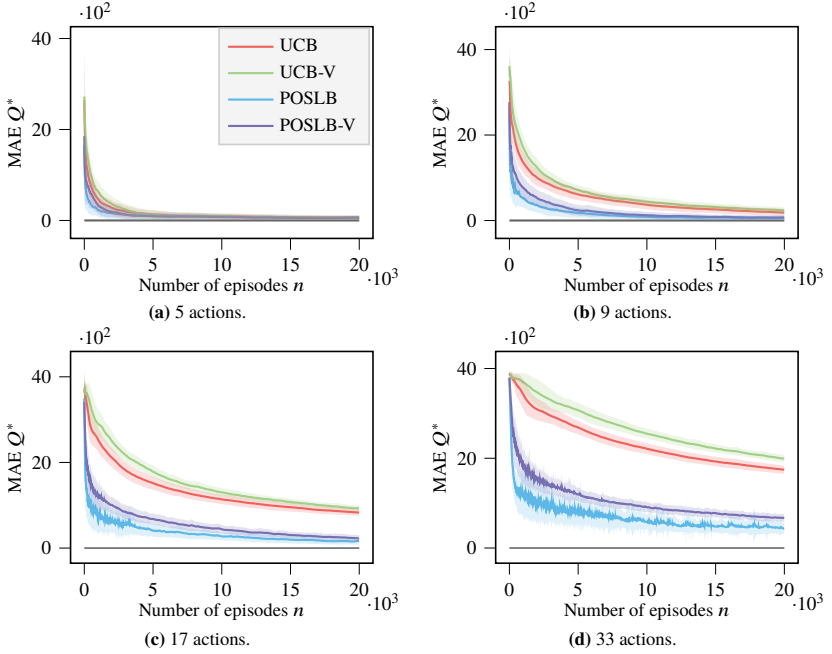 ·10²
40
20
0
MAE Q*
UCB
UCB-V
POSLB
POSLB-V
0 5 10 15 20
Number of episodes n
·10³
(a) 5 actions.
·10²
40
20
0
MAE Q*
0 5 10 15 20
Number of episodes n
·10³
(b) 9 actions.
·10²
40
20
0
MAE Q*
0 5 10 15 20
Number of episodes n
·10³
(c) 17 actions.
·10²
40
20
0
MAE Q*
0 5 10 15 20
Number of episodes n
·10³
(d) 33 actions.